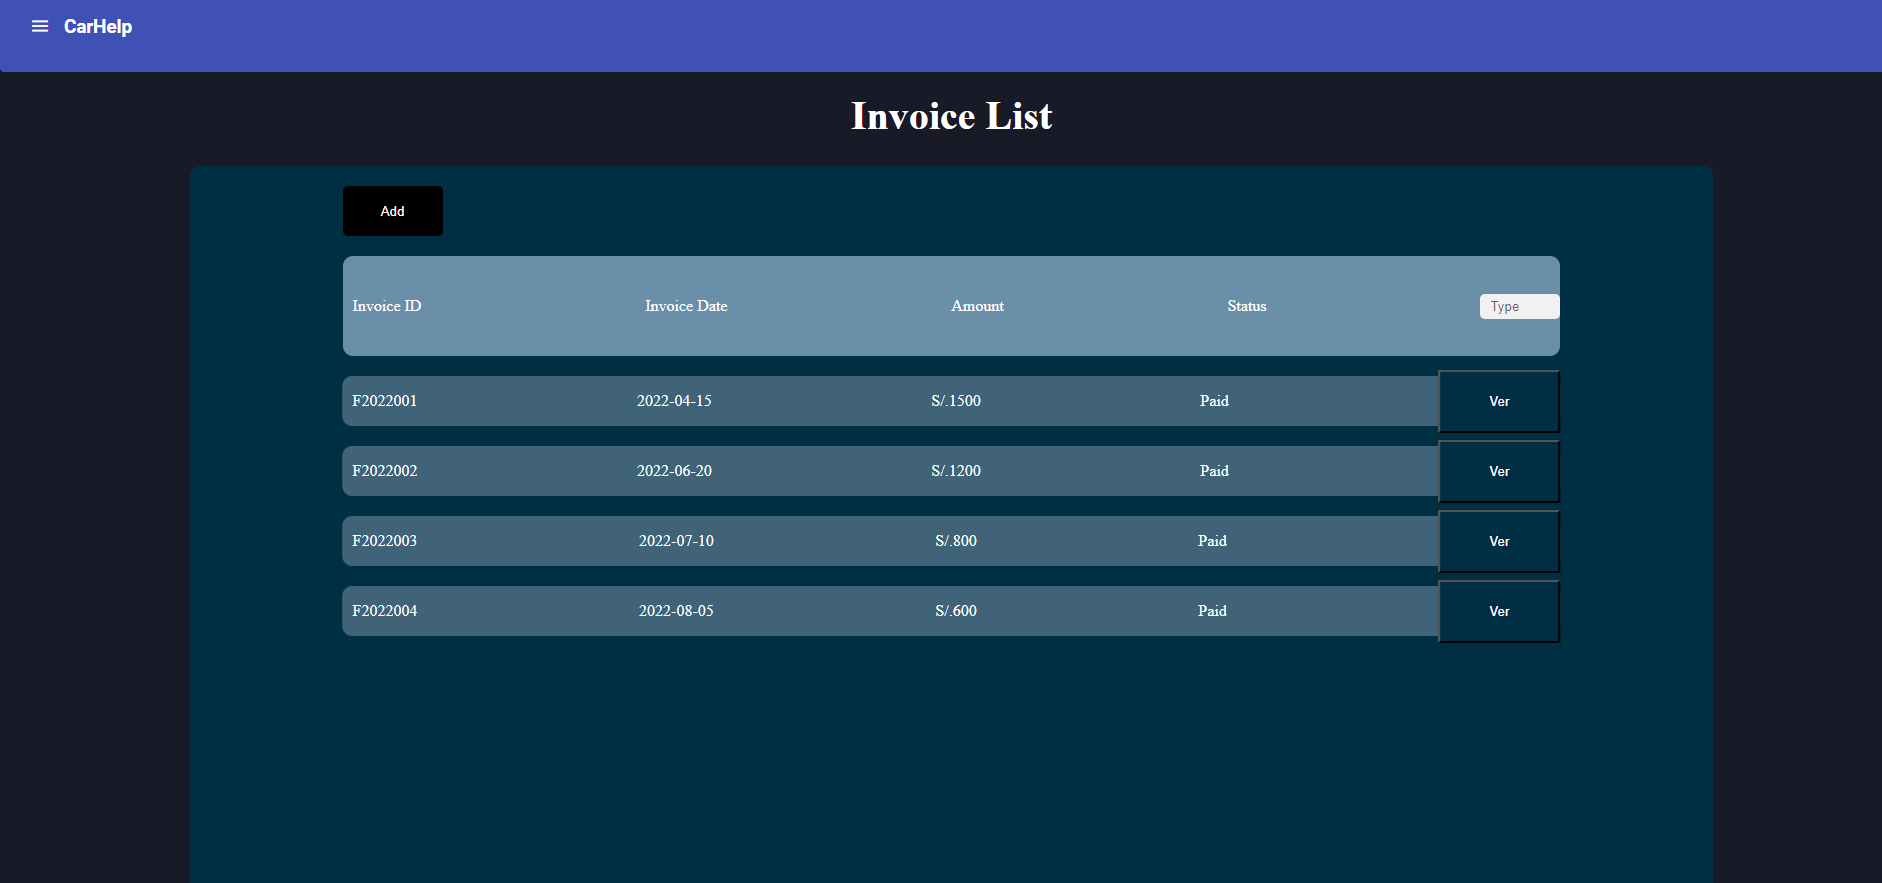 CarHelp
Invoice List
Add
Invoice ID Invoice Date Amount Status Type
F2022001 2022-04-15 S/.1500 Paid Ver
F2022002 2022-06-20 S/.1200 Paid Ver
F2022003 2022-07-10 S/.800 Paid Ver
F2022004 2022-08-05 S/.600 Paid Ver